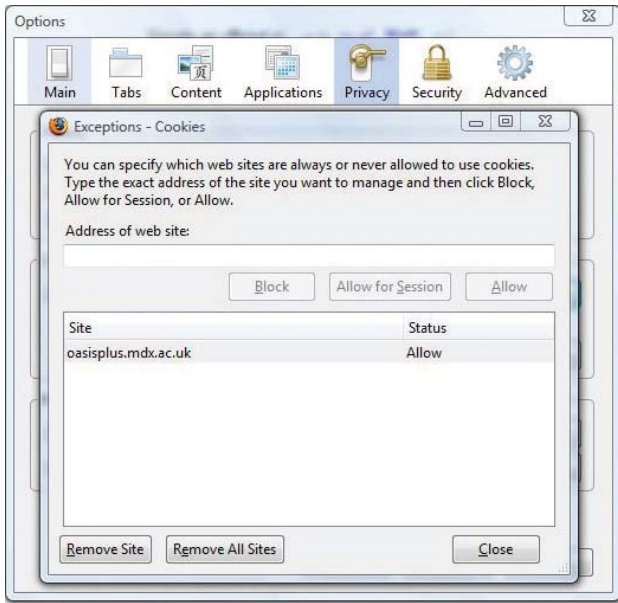 Options
Main Tabs Content Applications Privacy Security Advanced
Exceptions - Cookies
You can specify which web sites are always or never allowed to use cookies.
Type the exact address of the site you want to manage and then click Block,
Allow for Session, or Allow.
Address of web site:
Block Allow for Session Allow
Site Status
oasisplus.mdx.ac.uk Allow
Remove Site Remove All Sites Close